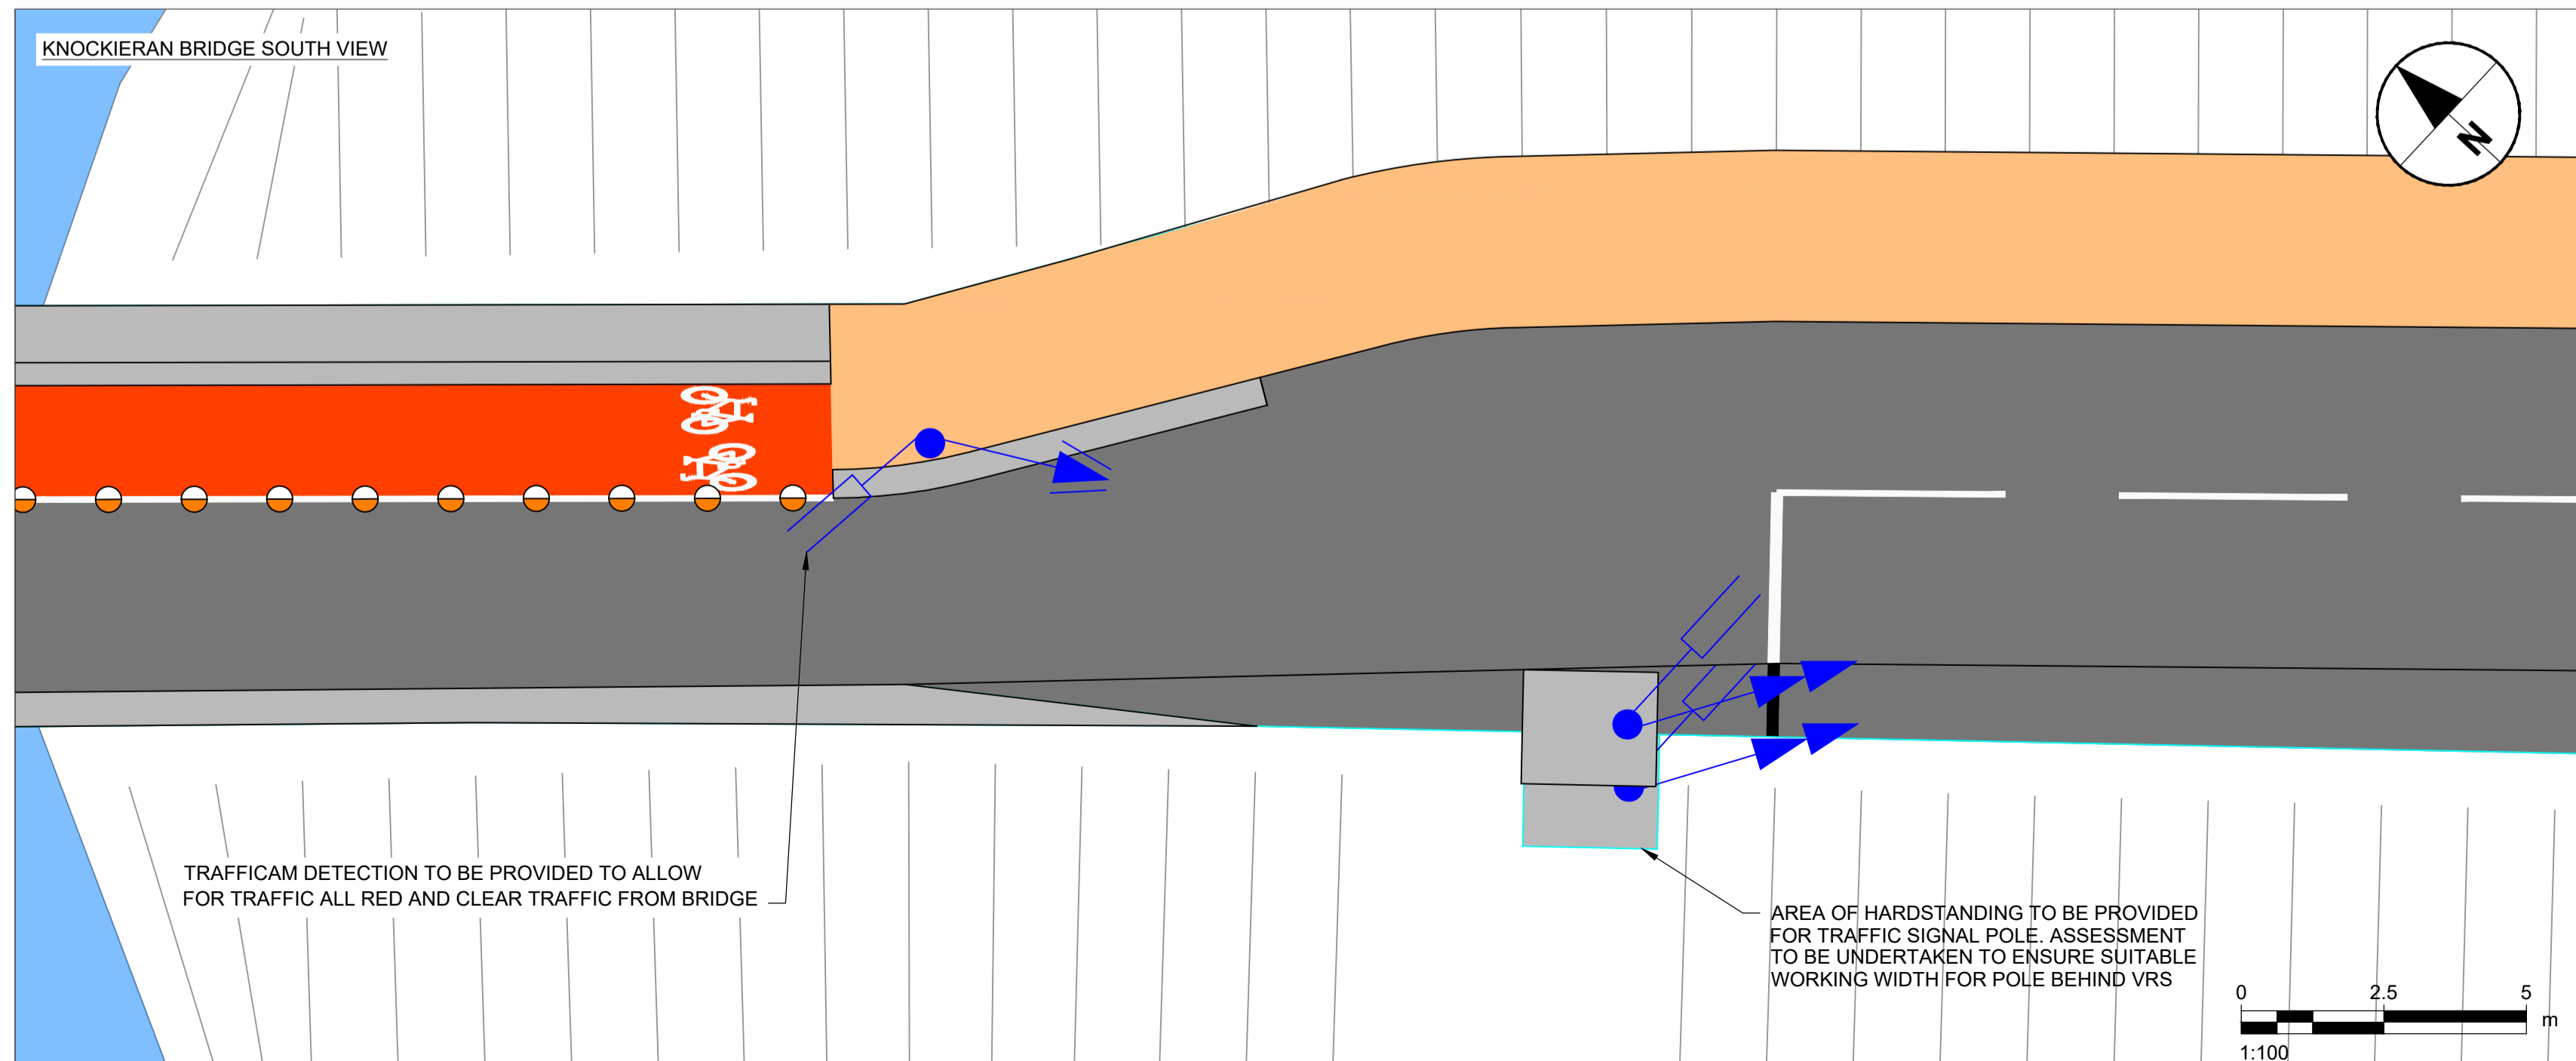 KNOCKIERAN BRIDGE SOUTH VIEW
N
TRAFFICAM DETECTION TO BE PROVIDED TO ALLOW
FOR TRAFFIC ALL RED AND CLEAR TRAFFIC FROM BRIDGE
AREA OF HARDSTANDING TO BE PROVIDED
FOR TRAFFIC SIGNAL POLE. ASSESSMENT
TO BE UNDERTAKEN TO ENSURE SUITABLE
WORKING WIDTH FOR POLE BEHIND VRS
0 2.5 5
m
1:100